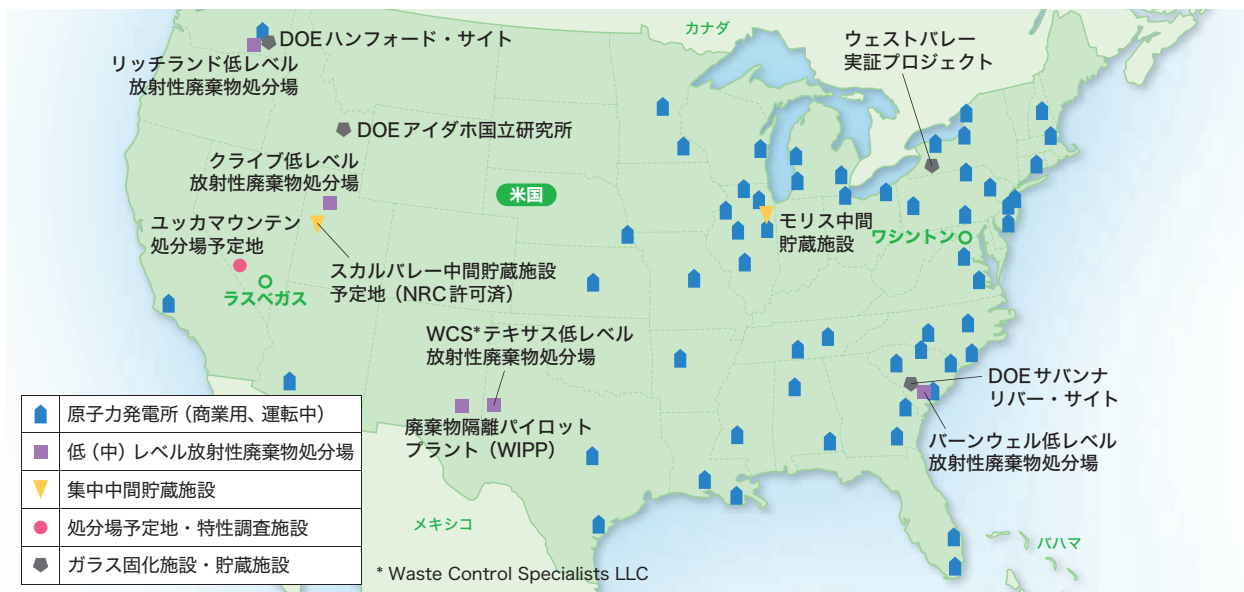 カナダ
DOEハンフォード・サイト
リッチランド低レベル
放射性廃棄物処分場
ウェストバレー
実証プロジェクト
DOEアイダホ国立研究所
クライブ低レベル
放射性廃棄物処分場
米国
ユッカマウンテン
処分場予定地
モリス中間
貯蔵施設
ワシントン
スカルバレー中間貯蔵施設
予定地（NRC許可済）
ラスベガス
WCS*テキサス低レベル
放射性廃棄物処分場
DOEサバンナ
リバー・サイト
廃棄物隔離パイロット
プラント（WIPP）
バーンウェル低レベル
放射性廃棄物処分場
原子力発電所（商業用、運転中）
低（中）レベル放射性廃棄物処分場
集中中間貯蔵施設
処分場予定地・特性調査施設
ガラス固化施設・貯蔵施設
メキシコ
バハマ
* Waste Control Specialists LLC